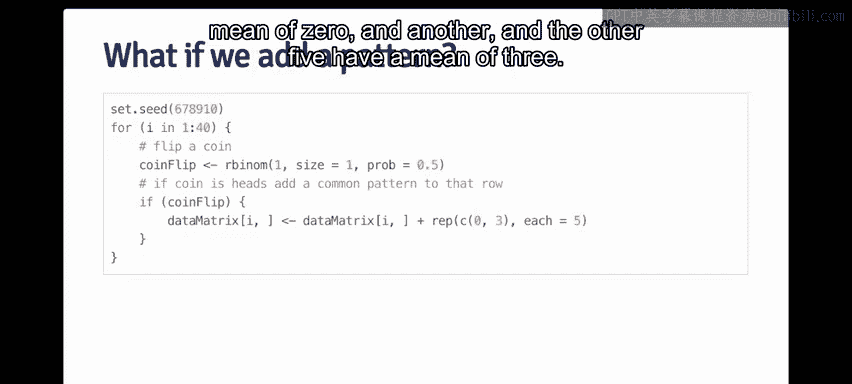 mean of zero, and another, and the other
five have a mean of three.
What if we add a pattern?
set.seed(678910)
for (i in 1:40) {
# flip a coin
coinFlip <- rbinom(1, size = 1, prob = 0.5)
# if coin is heads add a common pattern to that row
if (coinFlip) {
dataMatrix[i, ] <- dataMatrix[i, ] + rep(c(0, 3), each = 5)
}
}